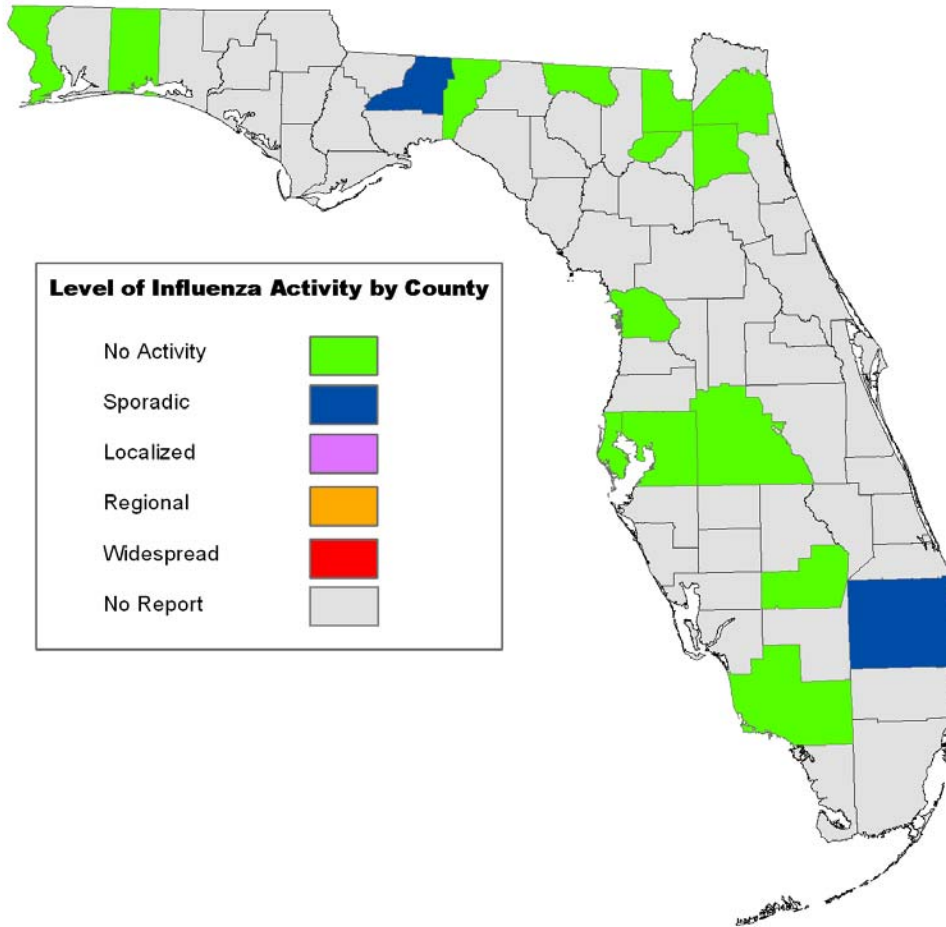 Level of Influenza Activity by County
No Activity
Sporadic
Localized
Regional
Widespread
No Report